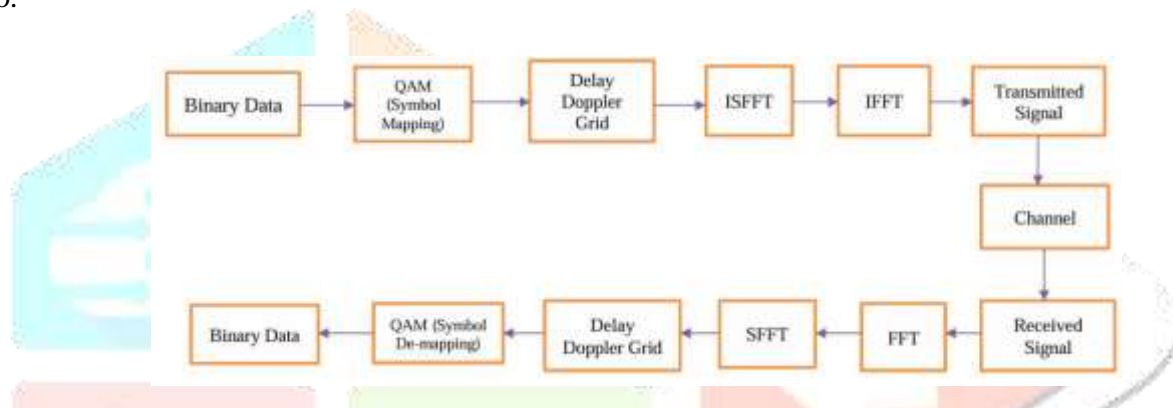 Binary Data
QAM
(Symbol
Mapping)
Delay
Doppler
Grid
ISFFT
IFFT
Transmitted
Signal
Channel
Binary Data
QAM (Symbol
De-mapping)
Delay
Doppler Grid
SFFT
FFT
Received
Signal